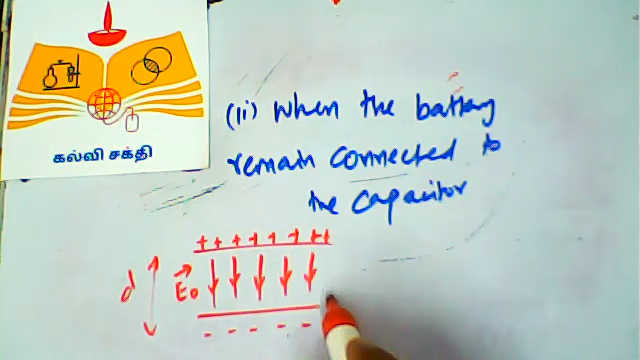 கல்வி சக்தி
(ii) When the battery
remain connected to
the capacitor
+ + + + + + + +
d E₀
- - - - - -